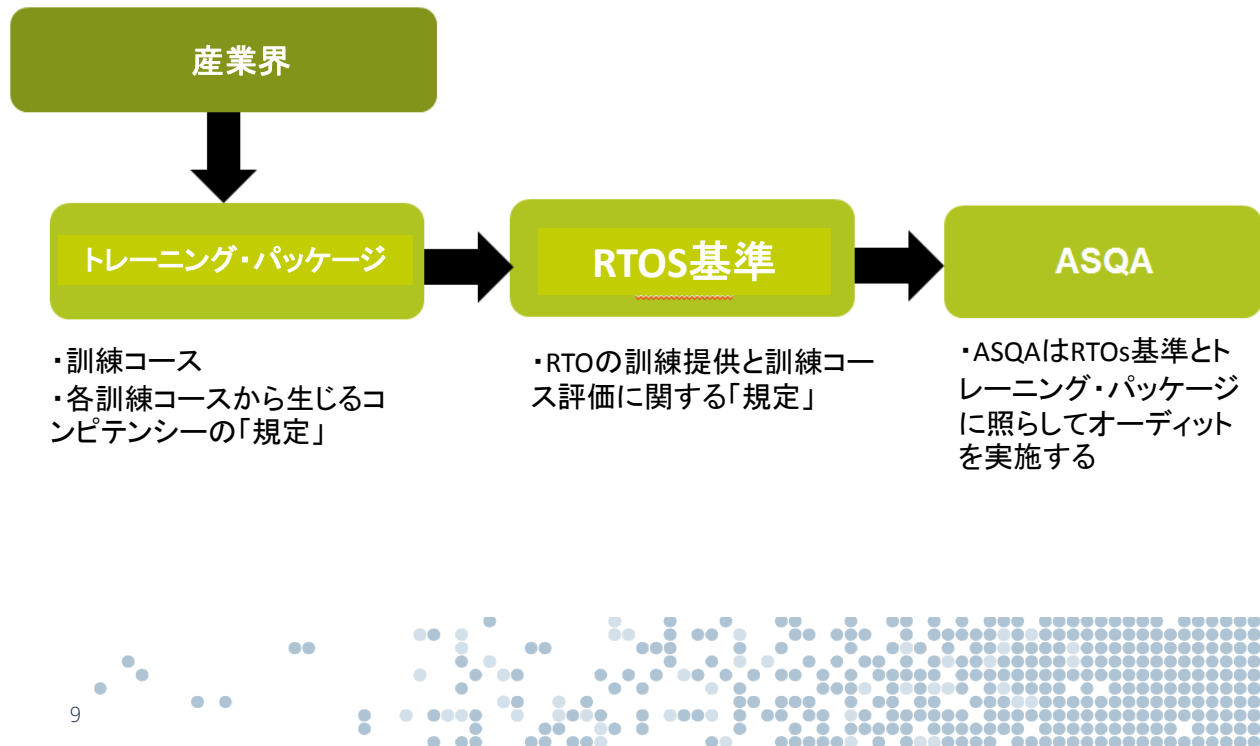 産業界
トレーニング・パッケージ
RTOS基準
ASQA
・訓練コース
・各訓練コースから生じるコ
ンピテンシーの「規定」
・RTOの訓練提供と訓練コー
ス評価に関する「規定」
・ASQAはRTOs基準とト
レーニング・パッケージ
に照らしてオーディット
を実施する
9